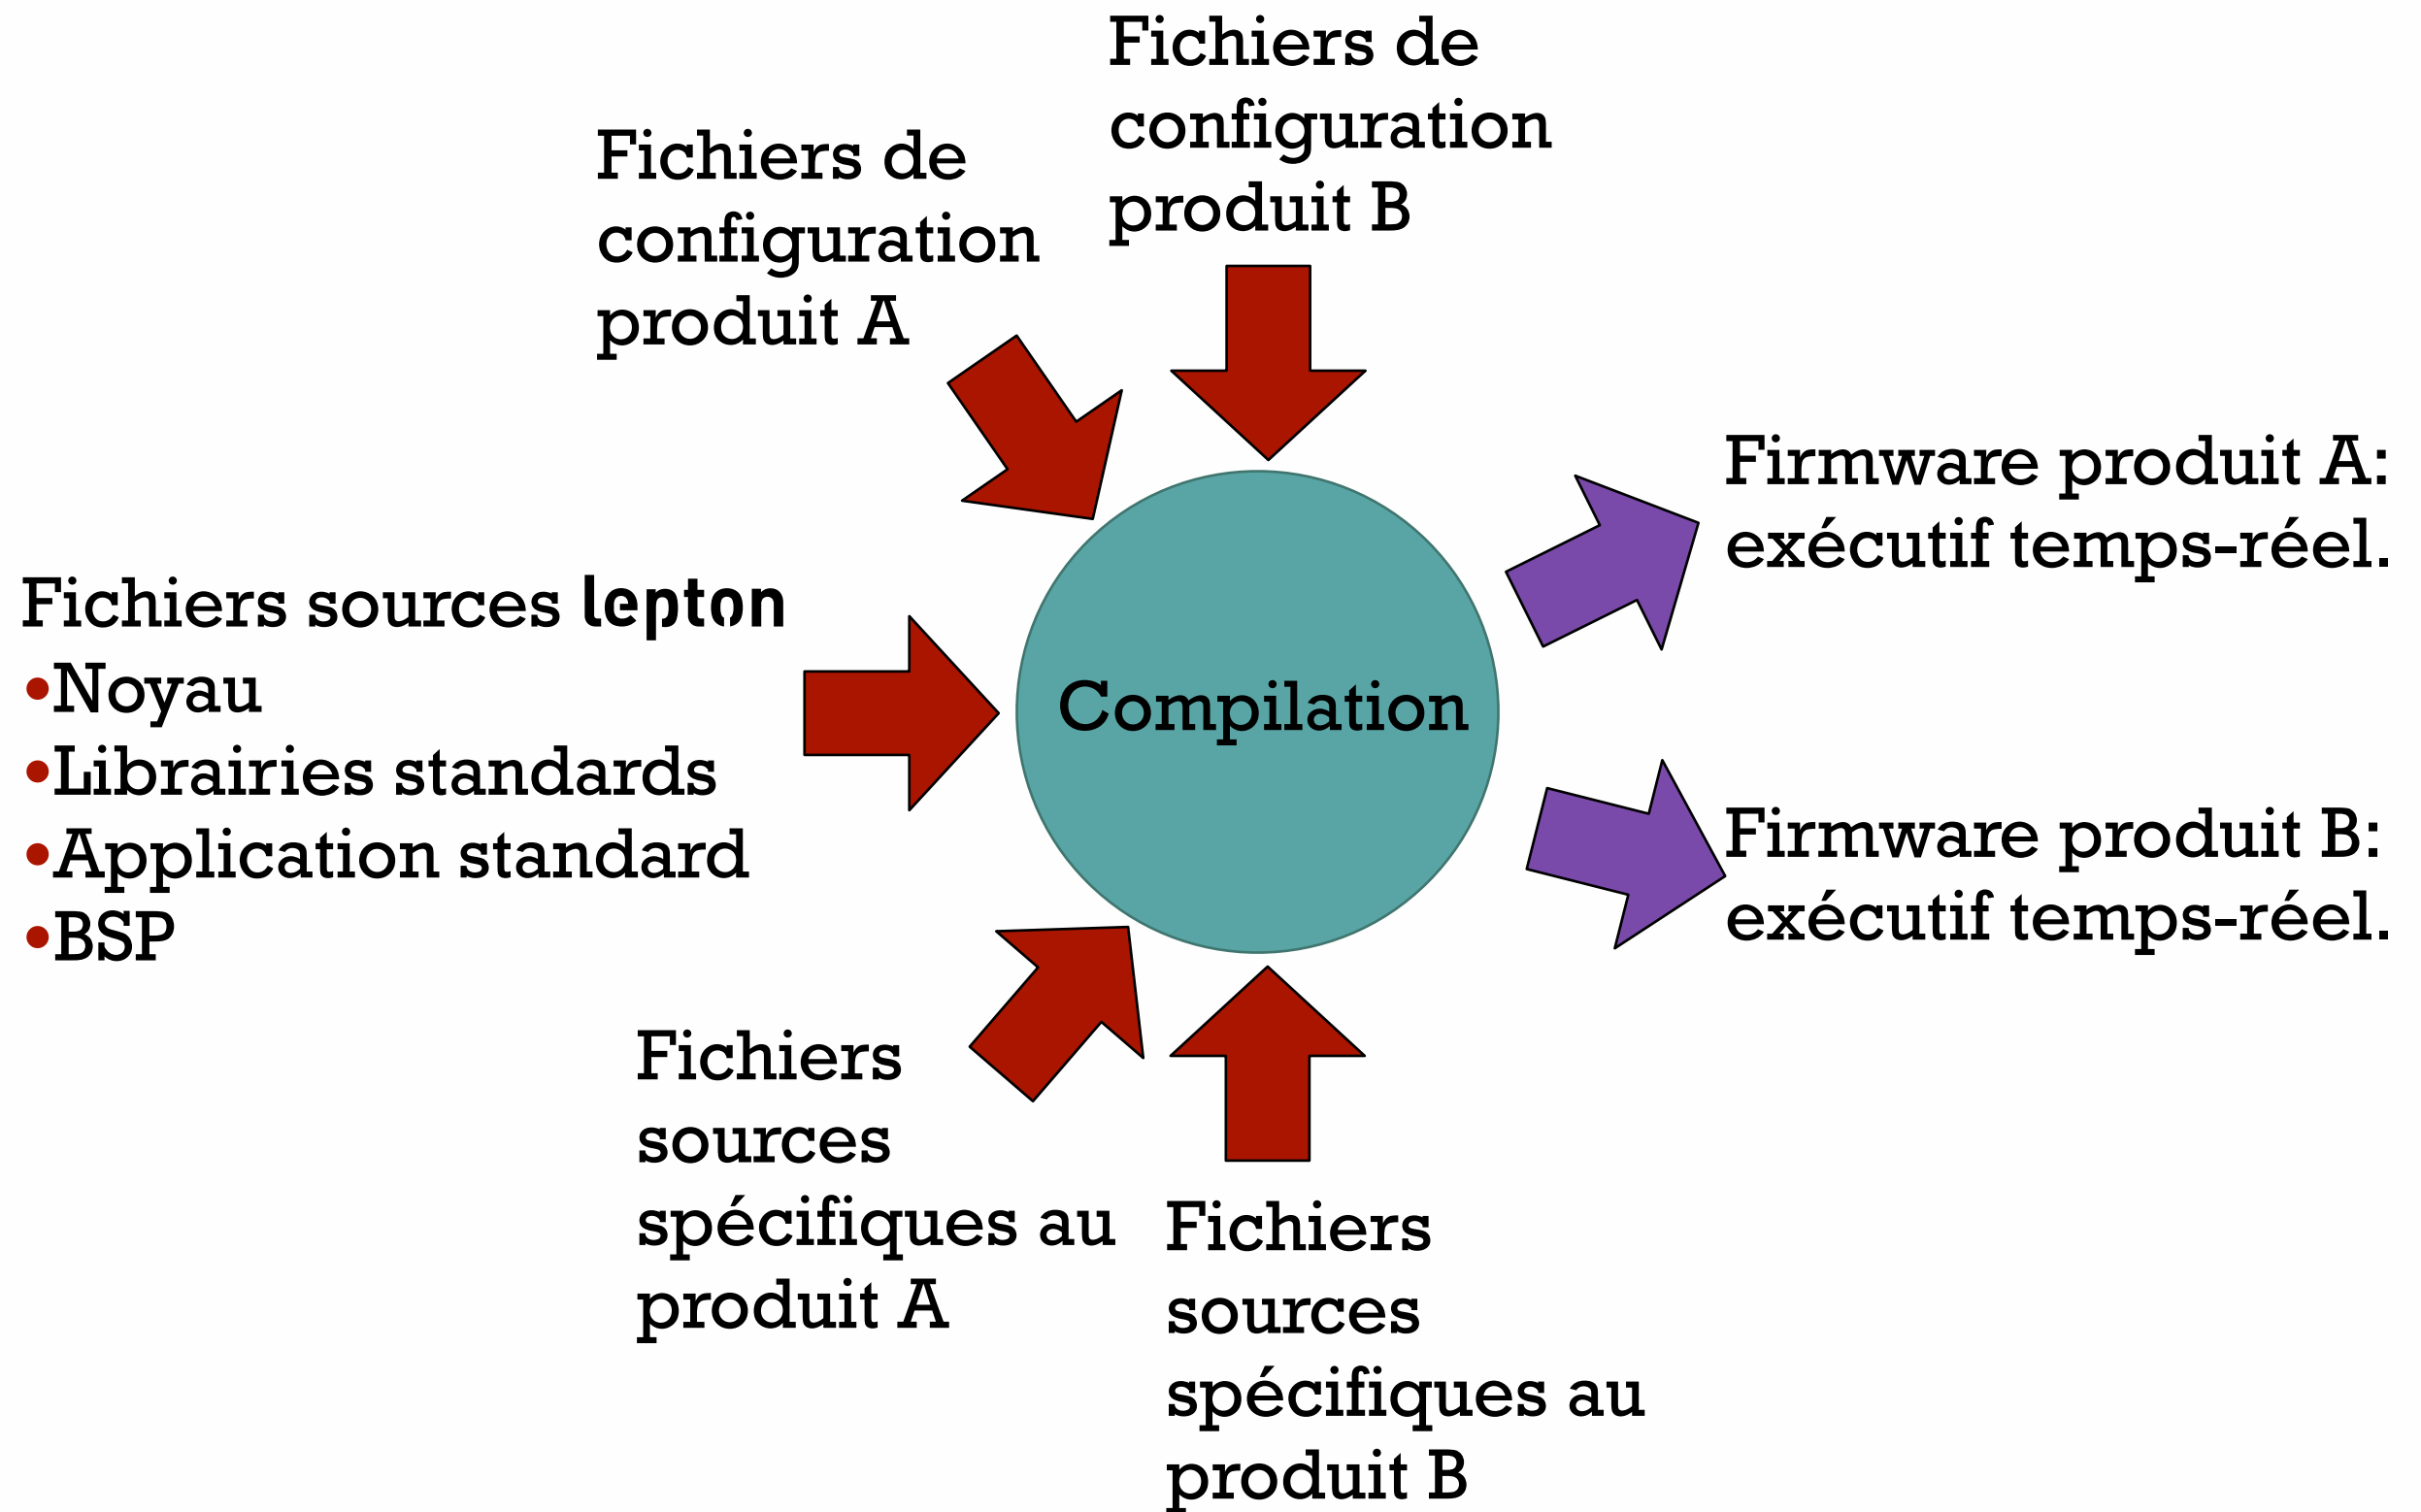 Fichiers de
configuration
produit B
Fichiers de
configuration
produit A
Firmware produit A:
exécutif temps-réel.
Fichiers sources lepton
•Noyau
•Librairies standards
•Application standard
•BSP
Compilation
Firmware produit B:
exécutif temps-réel.
Fichiers
sources
spécifiques au
produit A
Fichiers
sources
spécifiques au
produit B